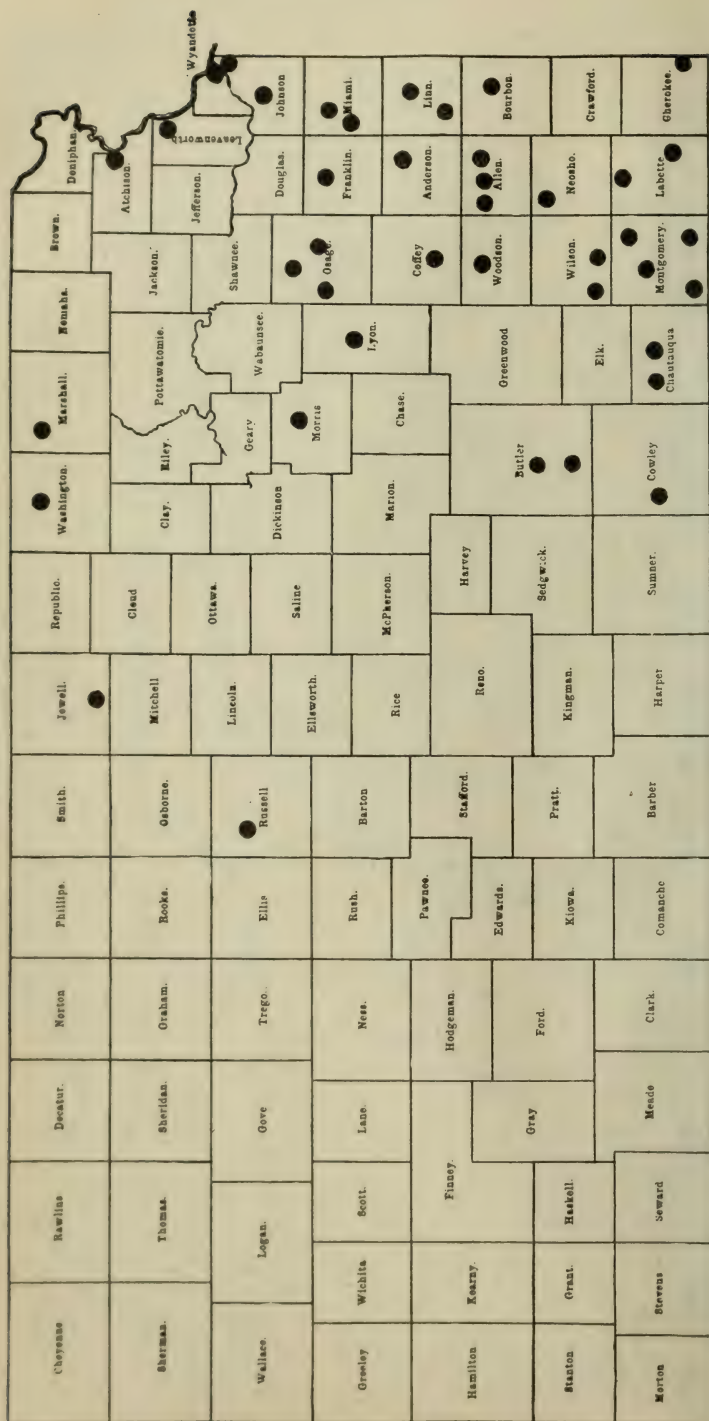 Cheyenne
Rawlins
Decatur.
Norton
Phillips.
Smith.
Jewell.
Republic.
Washington.
Marshall.
Nemaha.
Brown.
Doniphan.
Sherman.
Thomas.
Sheridan.
Graham.
Rooks.
Osborne.
Mitchell
Cloud
Clay.
Riley.
Pottawatomie.
Jackson.
Atchison.
Jefferson.
Leavenworth
Wyandotte
Wallace.
Logan.
Gove
Trego.
Ellis
Russell
Lincoln.
Ottawa.
Saline
Dickinson
Geary
Wabaunsee.
Shawnee.
Douglas.
Johnson
Greeley
Wichita
Scott.
Lane.
Ness.
Rush.
Barton
Ellsworth.
Rice
McPherson.
Marion.
Morris
Chase.
Lyon.
Osage.
Coffey
Franklin.
Anderson.
Miami.
Linn.
Hamilton
Kearny.
Finney.
Hodgeman.
Pawnee.
Stafford.
Reno.
Harvey
Sedgwick.
Butler
Greenwood
Woodson.
Allen.
Bourbon.
Stanton
Grant.
Haskell.
Gray
Ford.
Edwards.
Kiowa.
Pratt.
Kingman.
Elk.
Wilson.
Neosho.
Crawford.
Morton
Stevens
Seward
Meade
Clark.
Comanche
Barber
Harper
Sumner.
Cowley
Chautauqua
Montgomery.
Labette
Cherokee.